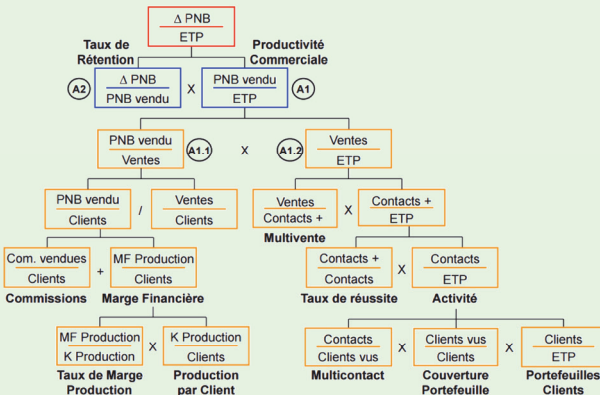 Δ PNB
ETP
Taux de
Rétention
Productivité
Commerciale
A2
Δ PNB
PNB vendu
X
PNB vendu
ETP
A1
PNB vendu
Ventes
A1.1
X
A1.2
Ventes
ETP
PNB vendu
Clients
/
Ventes
Clients
Ventes
Contacts +
X
Contacts +
ETP
Multivente
Com. vendues
Clients
+
MF Production
Clients
Contacts +
Contacts
X
Contacts
ETP
Commissions
Marge Financière
Taux de réussite
Activité
MF Production
K Production
X
K Production
Clients
Contacts
Clients vus
X
Clients vus
Clients
X
Clients
ETP
Taux de Marge
Production
Production
par Client
Multicontact
Couverture
Portefeuille
Portefeuilles
Clients